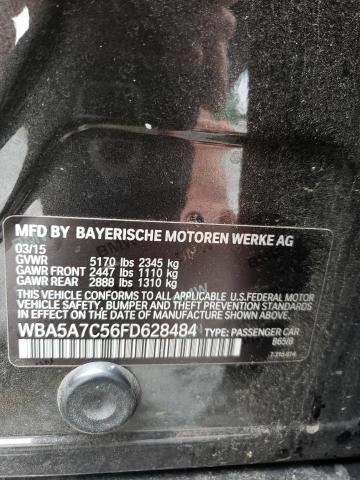 MFD BY BAYERISCHE MOTOREN WERKE AG
03/15
GVWR 5170 lbs 2345 kg
GAWR FRONT 2447 lbs 1110 kg
GAWR REAR 2888 lbs 1310 kg
THIS VEHICLE CONFORMS TO ALL APPLICABLE
U.S.FEDERAL MOTOR
VEHICLE SAFETY, BUMPER, AND THEFT PREVENTION
STANDARDS IN EFFECT ON THE DATE OF
MANUFACTURE SHOWN ABOVE.
WBA5A7C56FD628484 TYPE: PASSENGER CAR
865/8